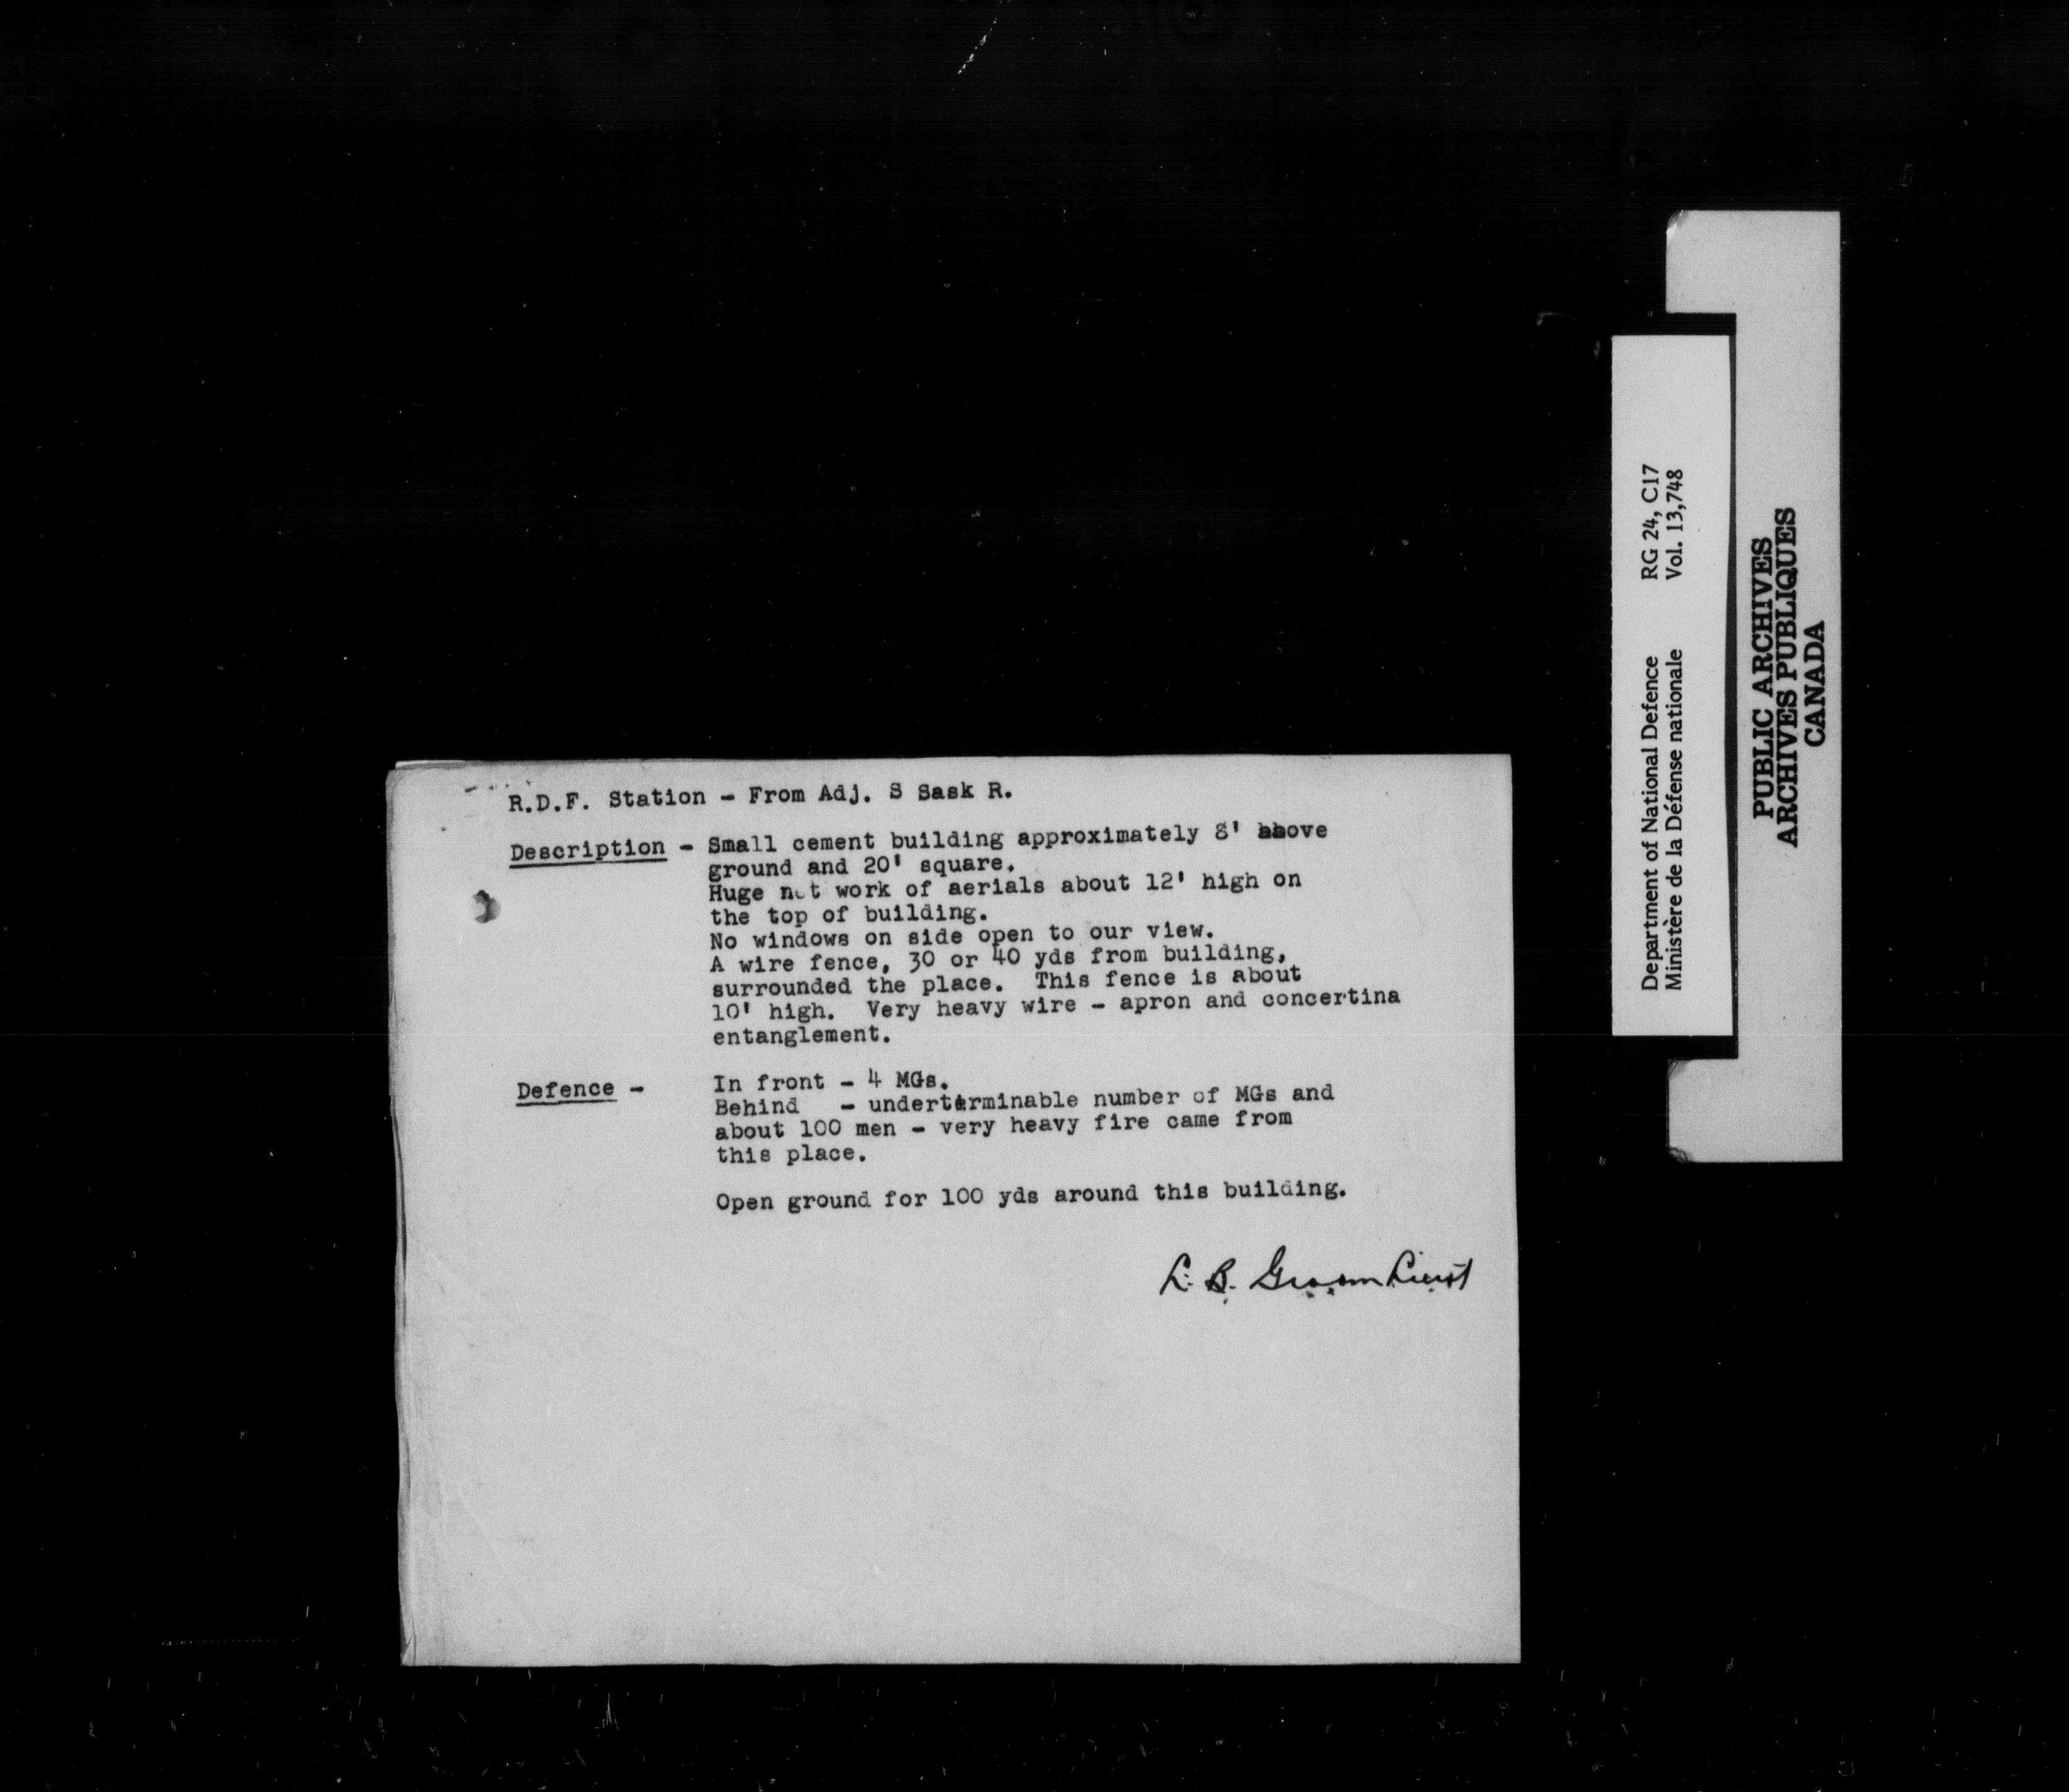 R.D.F. Station - From Adj. S Sask R.
Description - Small cement building approximately 8' above
ground and 20' square.
Huge net work of aerials about 12' high on
the top of building.
No windows on side open to our view.
A wire fence, 30 or 40 yds from building,
surrounded the place. This fence is about
10' high. Very heavy wire - apron and concertina
entanglement.
Defence - In front - 4 MGs.
Behind - underterminable number of MGs and
about 100 men - very heavy fire came from
this place.
Open ground for 100 yds around this building.
L. B. Groom Lieut
Department of National Defence RG 24, C17
Ministère de la Défense nationale Vol. 13,748
PUBLIC ARCHIVES
ARCHIVES PUBLIQUES
CANADA